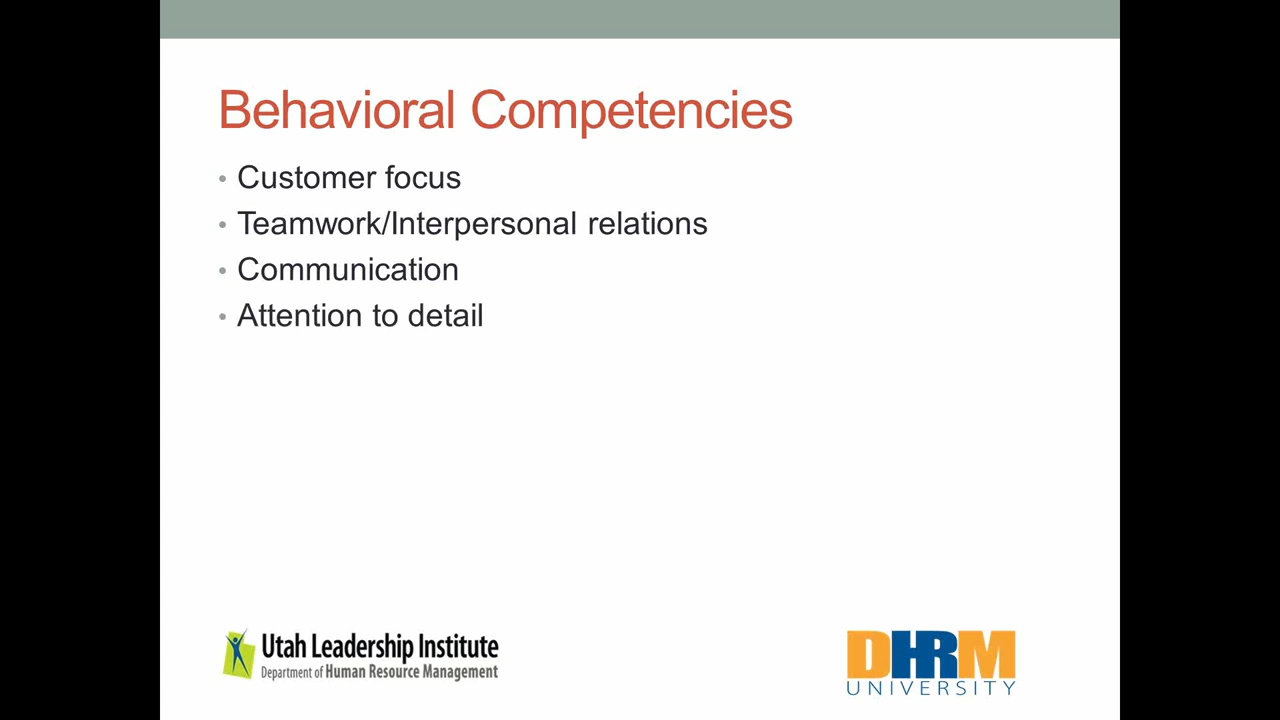 Behavioral Competencies
• Customer focus
• Teamwork/Interpersonal relations
• Communication
• Attention to detail
Utah Leadership Institute
Department of Human Resource Management
DHRM
UNIVERSITY